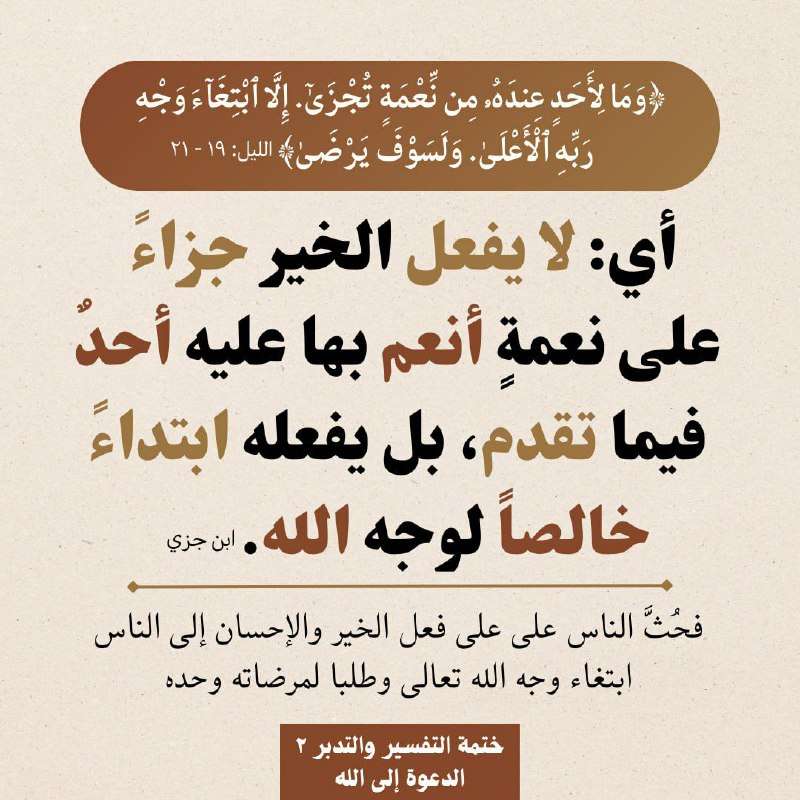 ﴿وَمَا لِأَحَدٍ عِندَهُۥ مِن نِّعْمَةٍ تُجْزَىٰٓ. إِلَّا ٱبْتِغَآءَ وَجْهِ
رَبِّهِ ٱلْأَعْلَىٰ. وَلَسَوْفَ يَرْضَىٰ﴾ الليل: ١٩ - ٢١
أي: لا يفعل الخير جزاءً
على نعمةٍ أنعم بها عليه أحدٌ
فيما تقدم، بل يفعله ابتداءً
خالصاً لوجه الله. ابن جزي
فحُثَّ الناس على على فعل الخير والإحسان إلى الناس
ابتغاء وجه الله تعالى وطلبا لمرضاته وحده
ختمة التفسير والتدبر ٢
الدعوة إلى الله